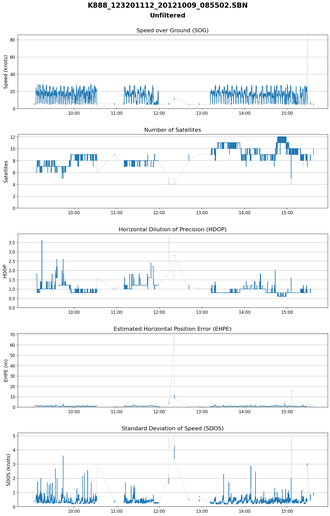 K888_123201112_20121009_085502.SBN
Unfiltered
Speed over Ground (SOG)
Speed (knots)
80
60
40
20
0
10:00 11:00 12:00 13:00 14:00 15:00
Number of Satellites
Satellites
12
10
8
6
4
2
0
10:00 11:00 12:00 13:00 14:00 15:00
Horizontal Dilution of Precision (HDOP)
HDOP
3.5
3.0
2.5
2.0
1.5
1.0
0.5
0.0
10:00 11:00 12:00 13:00 14:00 15:00
Estimated Horizontal Position Error (EHPE)
EHPE (m)
70
60
50
40
30
20
10
0
10:00 11:00 12:00 13:00 14:00 15:00
Standard Deviation of Speed (SDOS)
SDOS (knots)
5
4
3
2
1
0
10:00 11:00 12:00 13:00 14:00 15:00